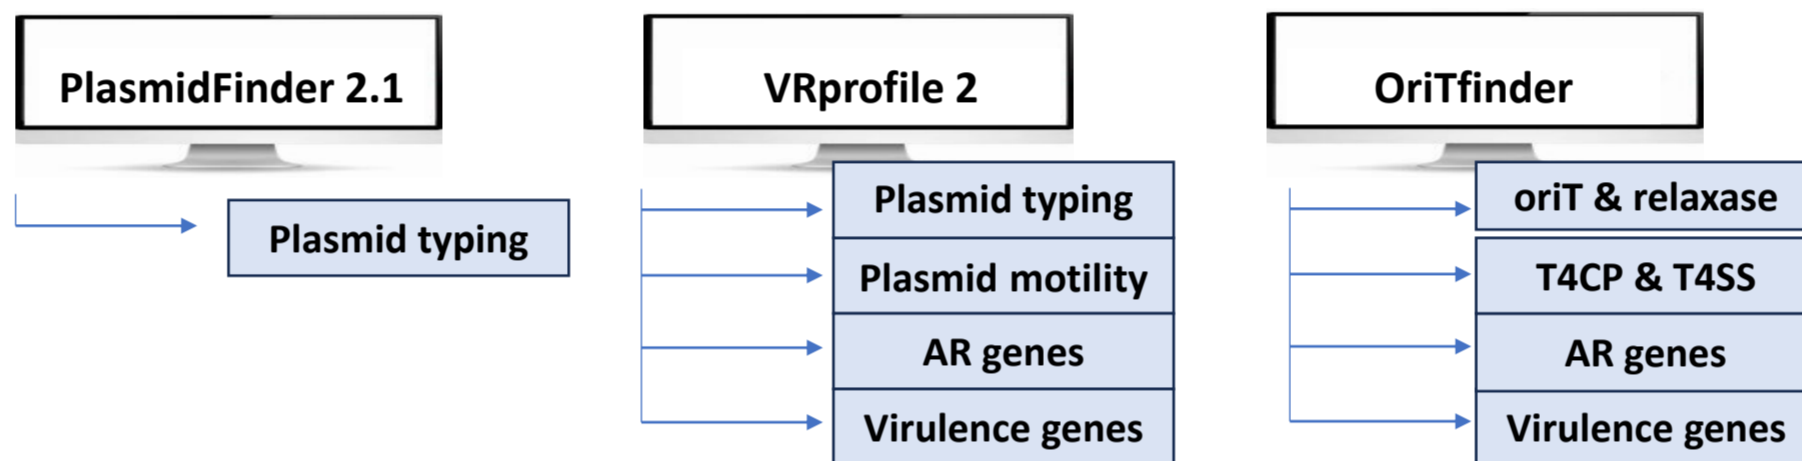 PlasmidFinder 2.1
Plasmid typing
VRprofile 2
Plasmid typing
Plasmid motility
AR genes
Virulence genes
OriTfinder
oriT & relaxase
T4CP & T4SS
AR genes
Virulence genes